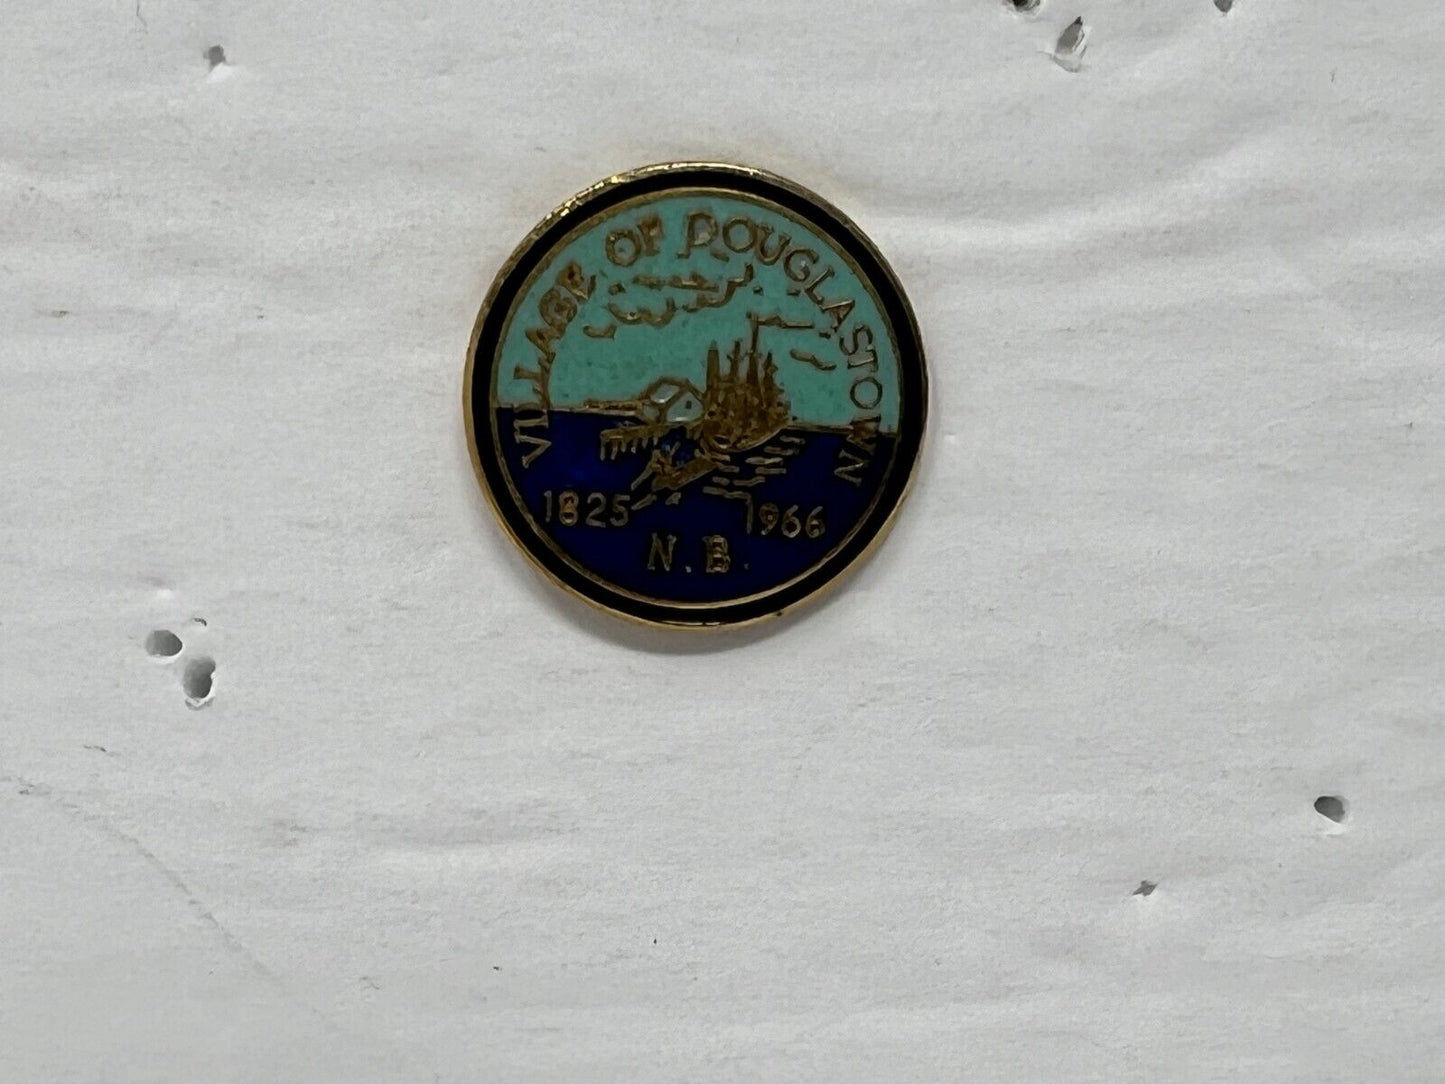 VILLAGE OF DOUGLASTOWN
1825 1966
N.B.